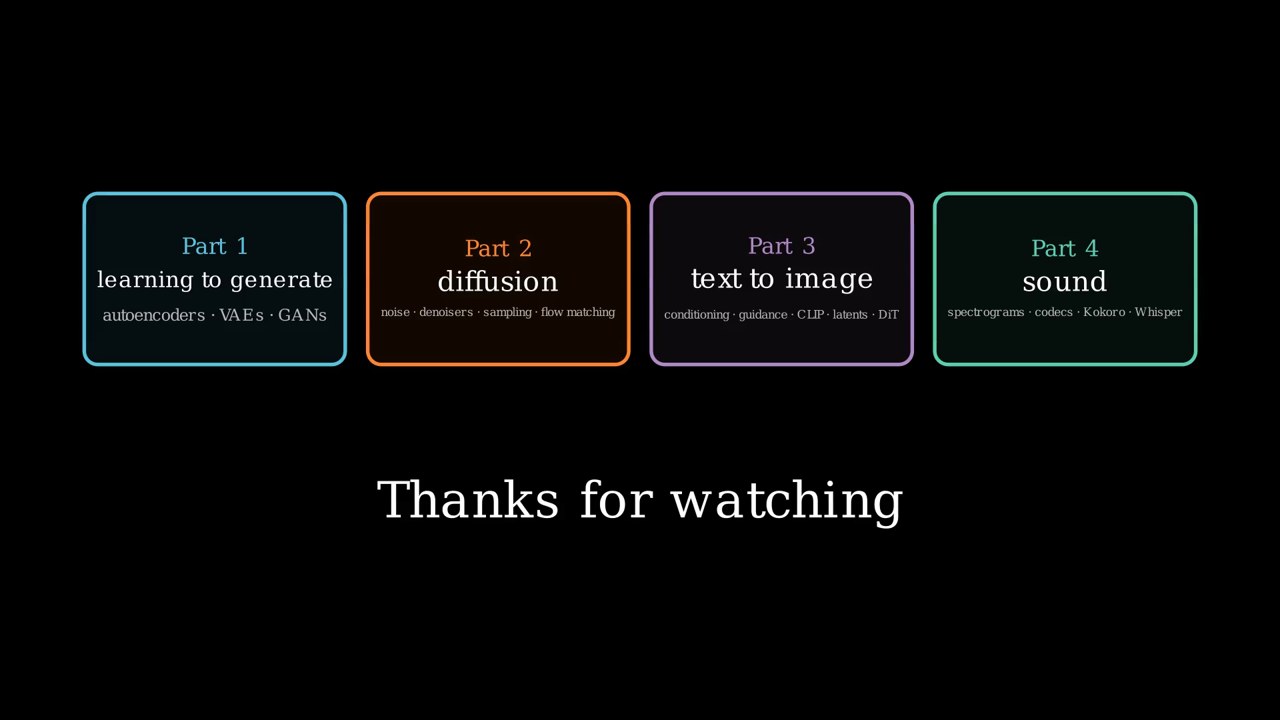 Part 1
learning to generate
autoencoders · VAEs · GANs
Part 2
diffusion
noise · denoisers · sampling · flow matching
Part 3
text to image
conditioning · guidance · CLIP · latents · DiT
Part 4
sound
spectrograms · codecs · Kokoro · Whisper
Thanks for watching